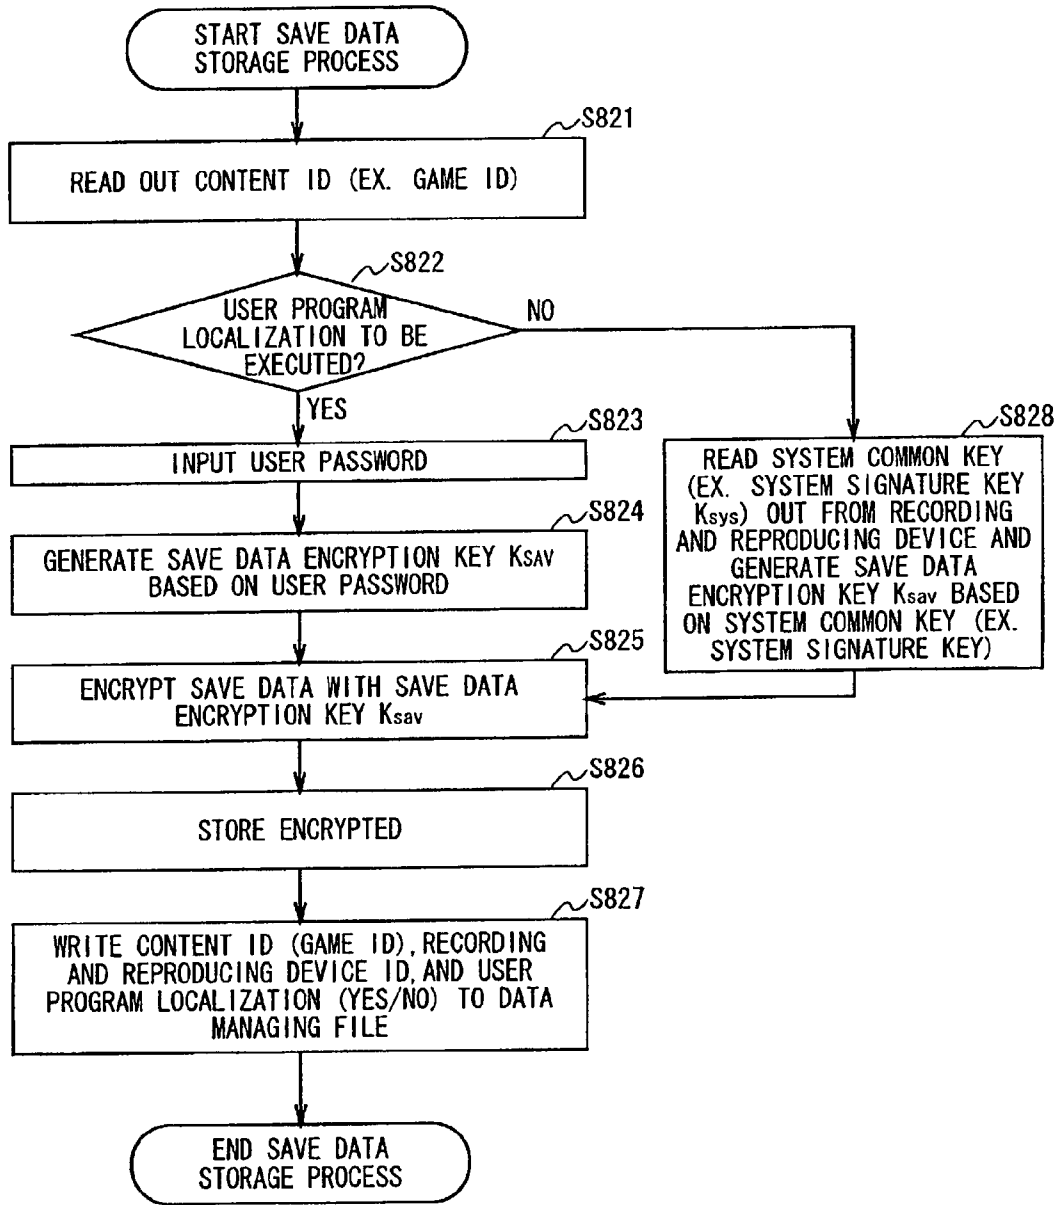 START SAVE DATA
STORAGE PROCESS
S821
READ OUT CONTENT ID (EX. GAME ID)
S822
USER PROGRAM
LOCALIZATION TO BE
EXECUTED?
NO
YES
S823
INPUT USER PASSWORD
S828
READ SYSTEM COMMON KEY
(EX. SYSTEM SIGNATURE KEY
Ksys) OUT FROM RECORDING
AND REPRODUCING DEVICE AND
GENERATE SAVE DATA
ENCRYPTION KEY Ksav BASED
ON SYSTEM COMMON KEY (EX.
SYSTEM SIGNATURE KEY)
S824
GENERATE SAVE DATA ENCRYPTION KEY KSAV
BASED ON USER PASSWORD
S825
ENCRYPT SAVE DATA WITH SAVE DATA
ENCRYPTION KEY Ksav
S826
STORE ENCRYPTED
S827
WRITE CONTENT ID (GAME ID), RECORDING
AND REPRODUCING DEVICE ID, AND USER
PROGRAM LOCALIZATION (YES/NO) TO DATA
MANAGING FILE
END SAVE DATA
STORAGE PROCESS